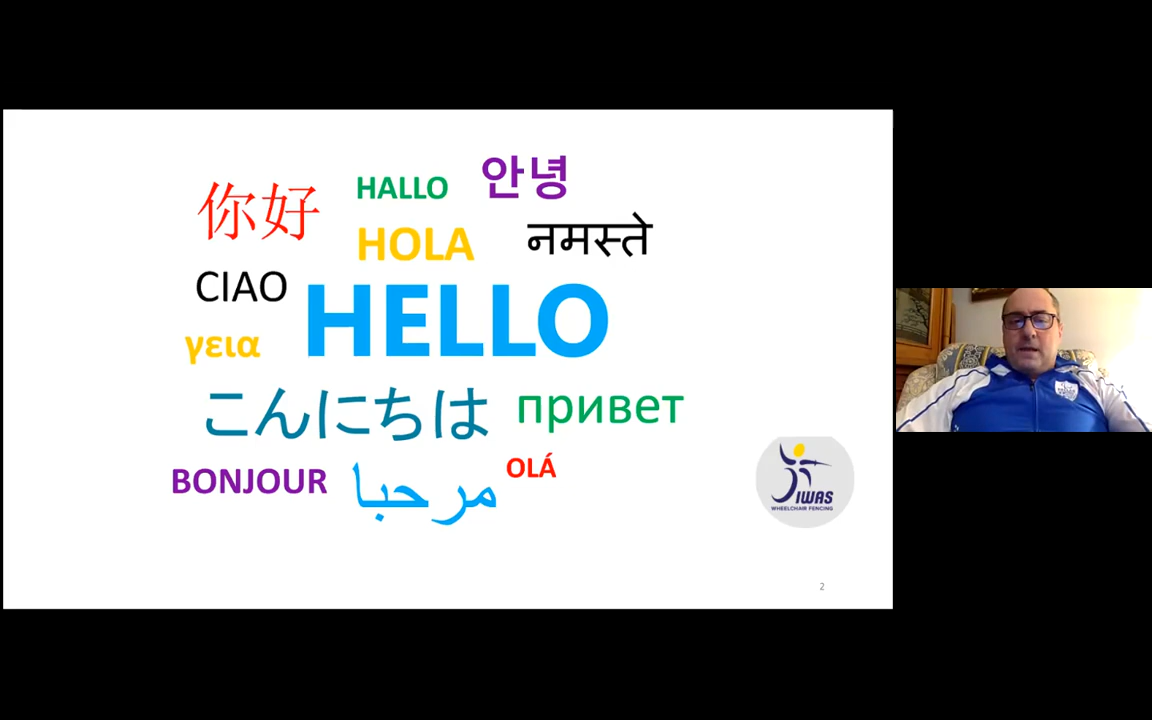 你好
HALLO
안녕
HOLA
नमस्ते
CIAO
HELLO
γεια
こんにちは
привет
BONJOUR
مرحبا
OLÁ
IWAS
WHEELCHAIR FENCING
2